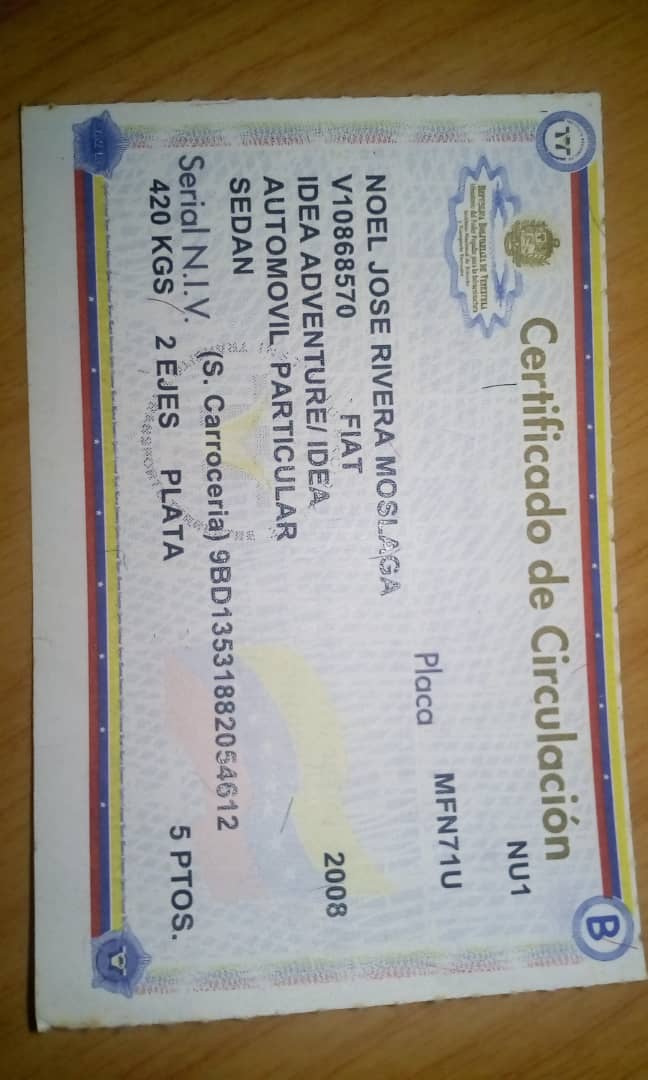 B
Certificado de Circulación
NU1
REPUBLICA BOLIVARIANA DE VENEZUELA
Ministerio del Poder Popular para la Infraestructura
Instituto Nacional de Tránsito
y Transporte Terrestre
Placa MFN71U
NOEL JOSE RIVERA MOSLAGA
V10868570 FIAT
IDEA ADVENTURE/ IDEA 2008
AUTOMOVIL PARTICULAR
SEDAN
Serial N.I.V. (S. Carroceria) 9BD13531882054612
420 KGS 2 EJES PLATA 5 PTOS.
TRANSPORTE